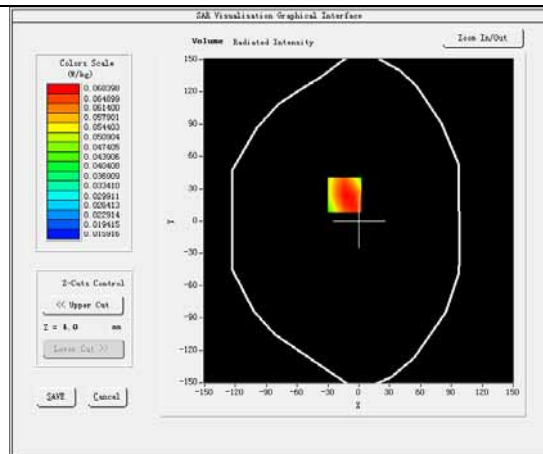 SAR Visualisation Graphical Interface
Volume Radiated Intensity
Zoom In/Out
Colors Scale
(W/kg)
0.068398
0.064899
0.061400
0.057901
0.054403
0.050904
0.047405
0.043906
0.040408
0.036909
0.033410
0.029911
0.026413
0.022914
0.019415
0.015916
Z-Cuts Control
<< Upper Cut
Z = 4.0 mm
Lower Cut >>
SAVE
Cancel
150
120
90
60
30
0
-30
-60
-90
-120
-150
Y
-150 -120 -90 -60 -30 0 30 60 90 120 150
X